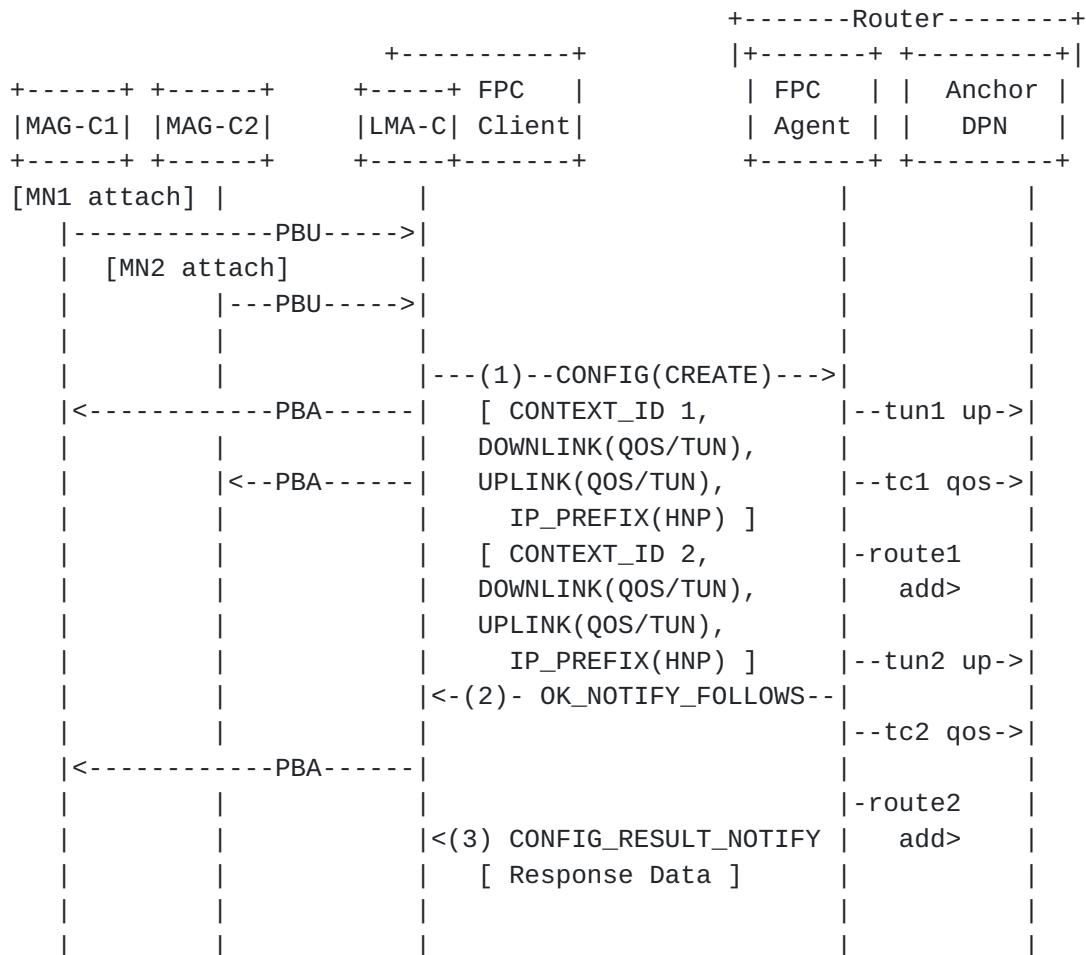 +-------Router--------+
                        +-----------+         |+-------+ +---------+|
+------+ +------+     +-----+ FPC   |          | FPC   | |  Anchor |
|MAG-C1| |MAG-C2|     |LMA-C| Client|          | Agent | |   DPN   |
+------+ +------+     +-----+-------+          +-------+ +---------+
[MN1 attach] |          |                       |          |
   |-------------PBU----->|                       |          |
   |  [MN2 attach]       |                       |          |
   |        |---PBU----->|                       |          |
   |        |          |                       |          |
   |        |          |---(1)--CONFIG(CREATE)--->|          |
   |<------------PBA------|   [ CONTEXT_ID 1,       |--tun1 up->|
   |        |          |   DOWNLINK(QOS/TUN),     |          |
   |        |<--PBA------|   UPLINK(QOS/TUN),       |--tc1 qos->|
   |        |          |     IP_PREFIX(HNP) ]     |          |
   |        |          |   [ CONTEXT_ID 2,       |-route1    |
   |        |          |   DOWNLINK(QOS/TUN),     |   add>    |
   |        |          |   UPLINK(QOS/TUN),       |          |
   |        |          |     IP_PREFIX(HNP) ]     |--tun2 up->|
   |        |          |<-(2)- OK_NOTIFY_FOLLOWS--|          |
   |        |          |                       |--tc2 qos->|
   |<------------PBA------|                       |          |
   |        |          |                       |-route2    |
   |        |          |<(3) CONFIG_RESULT_NOTIFY |   add>    |
   |        |          |   [ Response Data ]      |          |
   |        |          |                       |          |
   |        |          |                       |          |